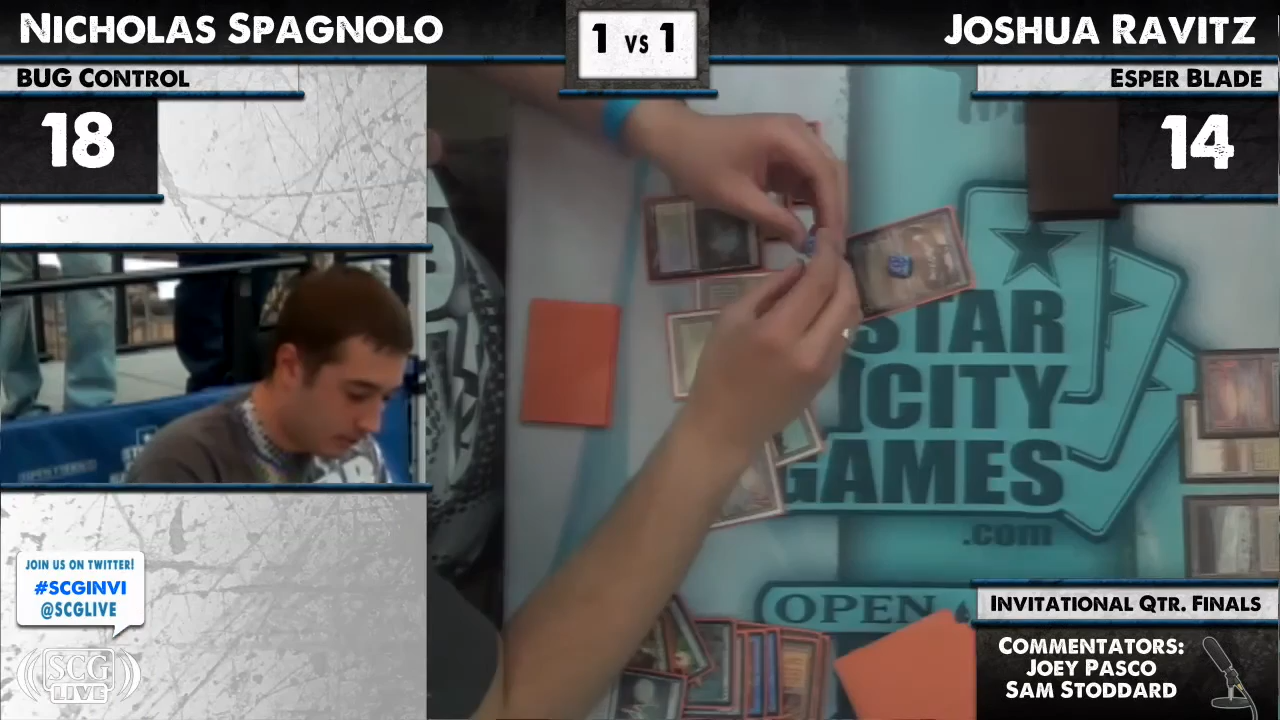 NICHOLAS SPAGNOLO
1 VS 1
JOSHUA RAVITZ
BUG CONTROL
ESPER BLADE
18
14
STAR
CITY
GAMES
.com
OPEN
JOIN US ON TWITTER!
#SCGINVI
@SCGLIVE
SCG
LIVE
INVITATIONAL QTR. FINALS
COMMENTATORS:
JOEY PASCO
SAM STODDARD